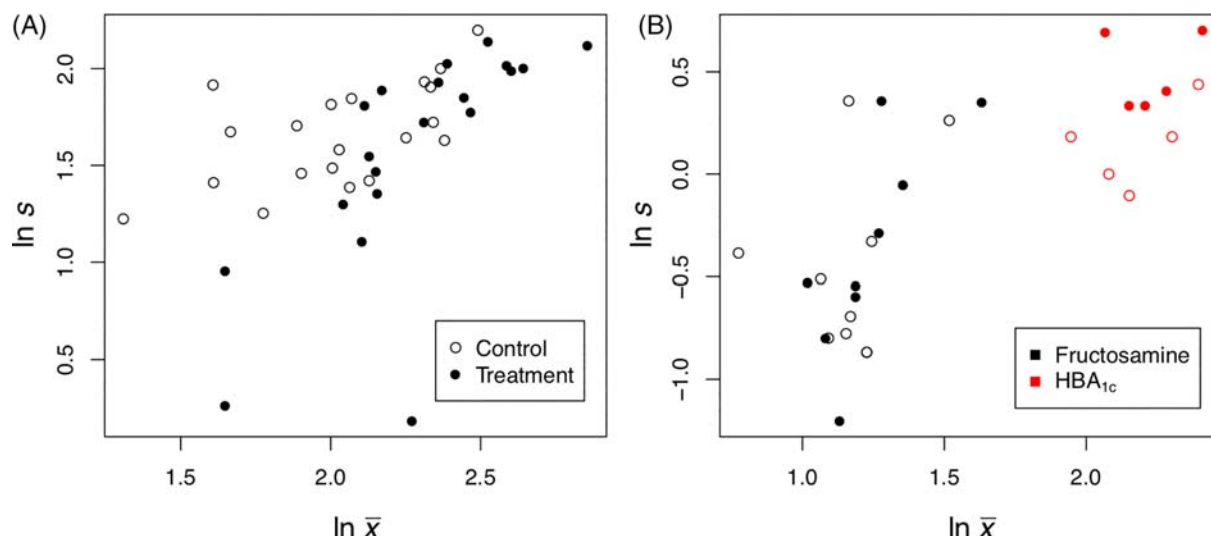 (A)
2.0
1.5
1.0
0.5
ln s
1.5 2.0 2.5
ln x̄
Control
Treatment
(B)
0.5
0.0
−0.5
−1.0
ln s
1.0 1.5 2.0
ln x̄
Fructosamine
HBA1c